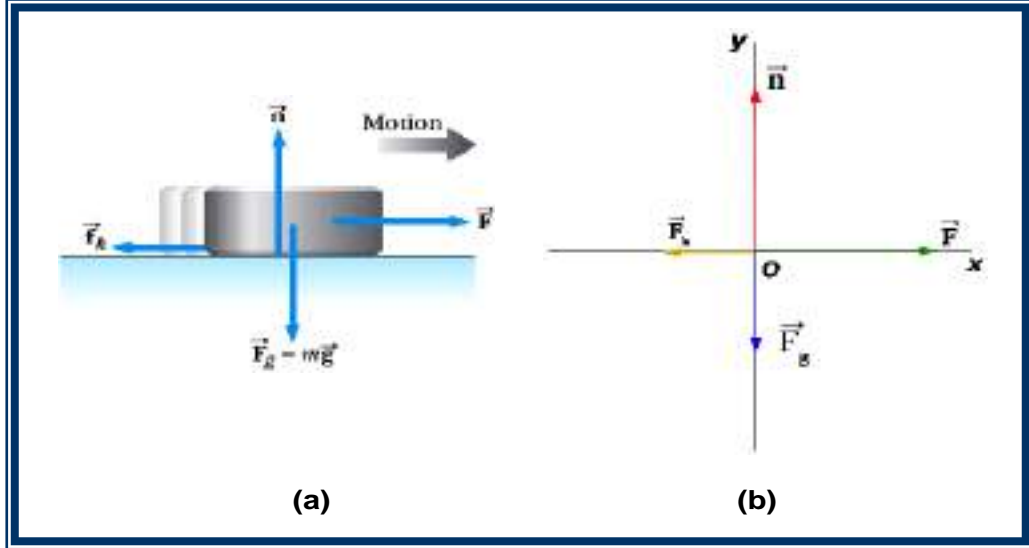 n⃗
Motion
F⃗
f⃗ₖ
F⃗g = mg⃗
(a)
y
n⃗
F⃗ₖ
F⃗
O
x
F⃗g
(b)